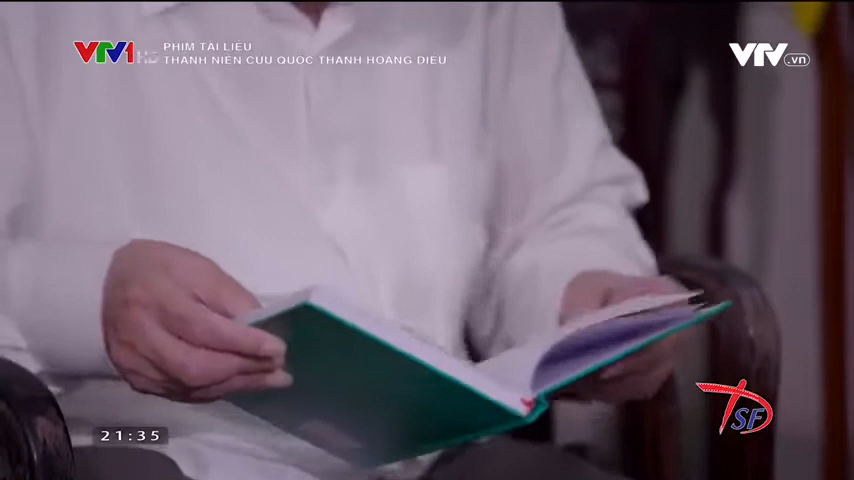 VTV1 HD
PHIM TÀI LIỆU
THANH NIÊN CỨU QUỐC THÀNH HOÀNG DIỆU
VTV.vn
SF
21:35